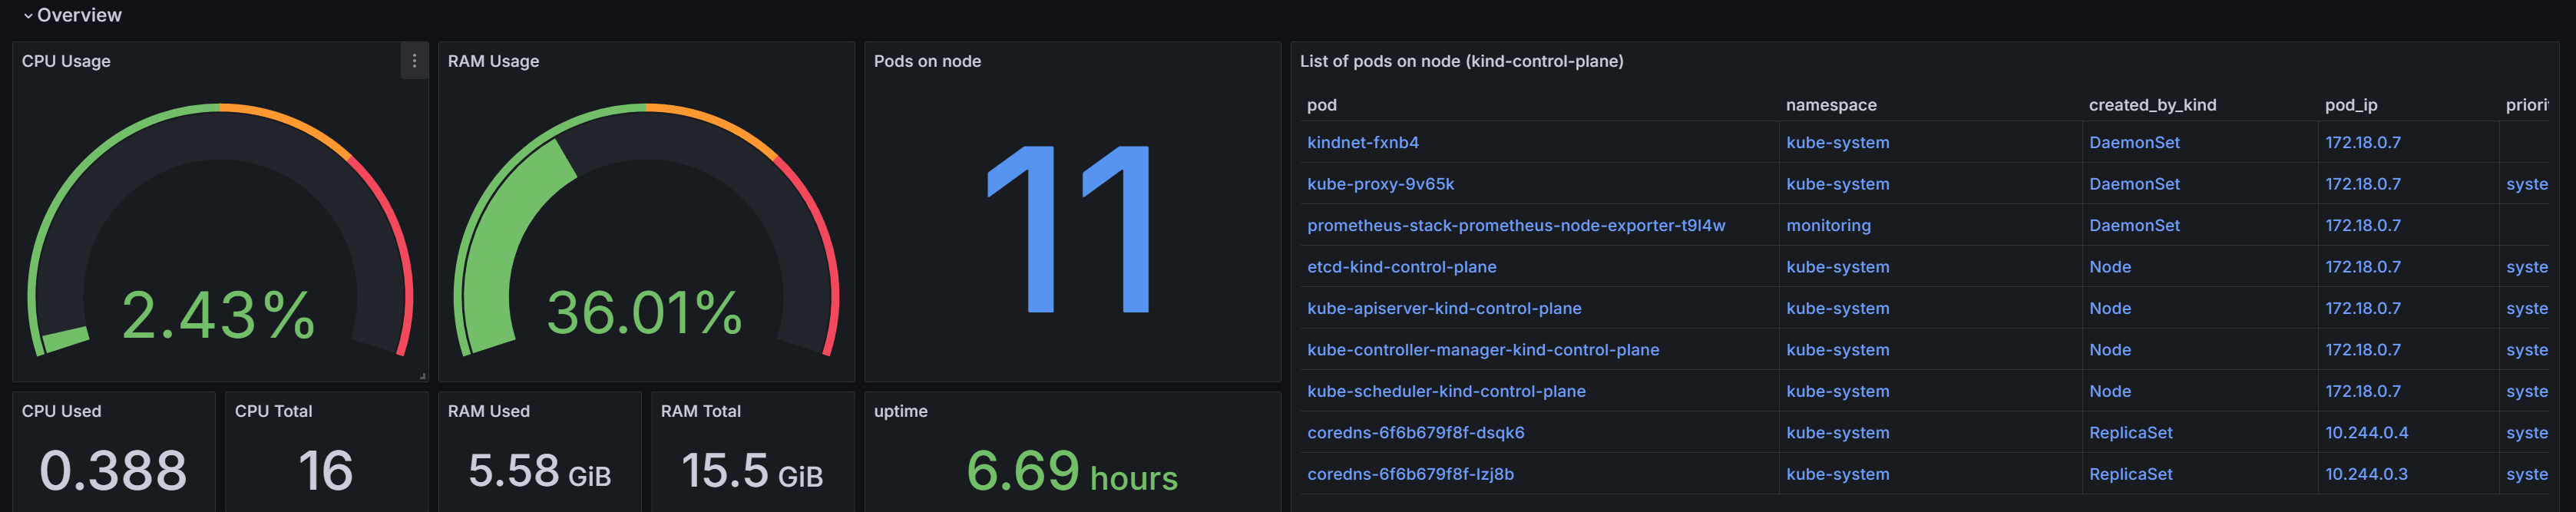 Overview
CPU Usage
2.43%
RAM Usage
36.01%
Pods on node
11
CPU Used
0.388
CPU Total
16
RAM Used
5.58 GiB
RAM Total
15.5 GiB
uptime
6.69 hours
List of pods on node (kind-control-plane)
pod namespace created_by_kind pod_ip priorit
kindnet-fxnb4 kube-system DaemonSet 172.18.0.7
kube-proxy-9v65k kube-system DaemonSet 172.18.0.7 syste
prometheus-stack-prometheus-node-exporter-t9l4w monitoring DaemonSet 172.18.0.7
etcd-kind-control-plane kube-system Node 172.18.0.7 syste
kube-apiserver-kind-control-plane kube-system Node 172.18.0.7 syste
kube-controller-manager-kind-control-plane kube-system Node 172.18.0.7 syste
kube-scheduler-kind-control-plane kube-system Node 172.18.0.7 syste
coredns-6f6b679f8f-dsqk6 kube-system ReplicaSet 10.244.0.4 syste
coredns-6f6b679f8f-lzj8b kube-system ReplicaSet 10.244.0.3 syste